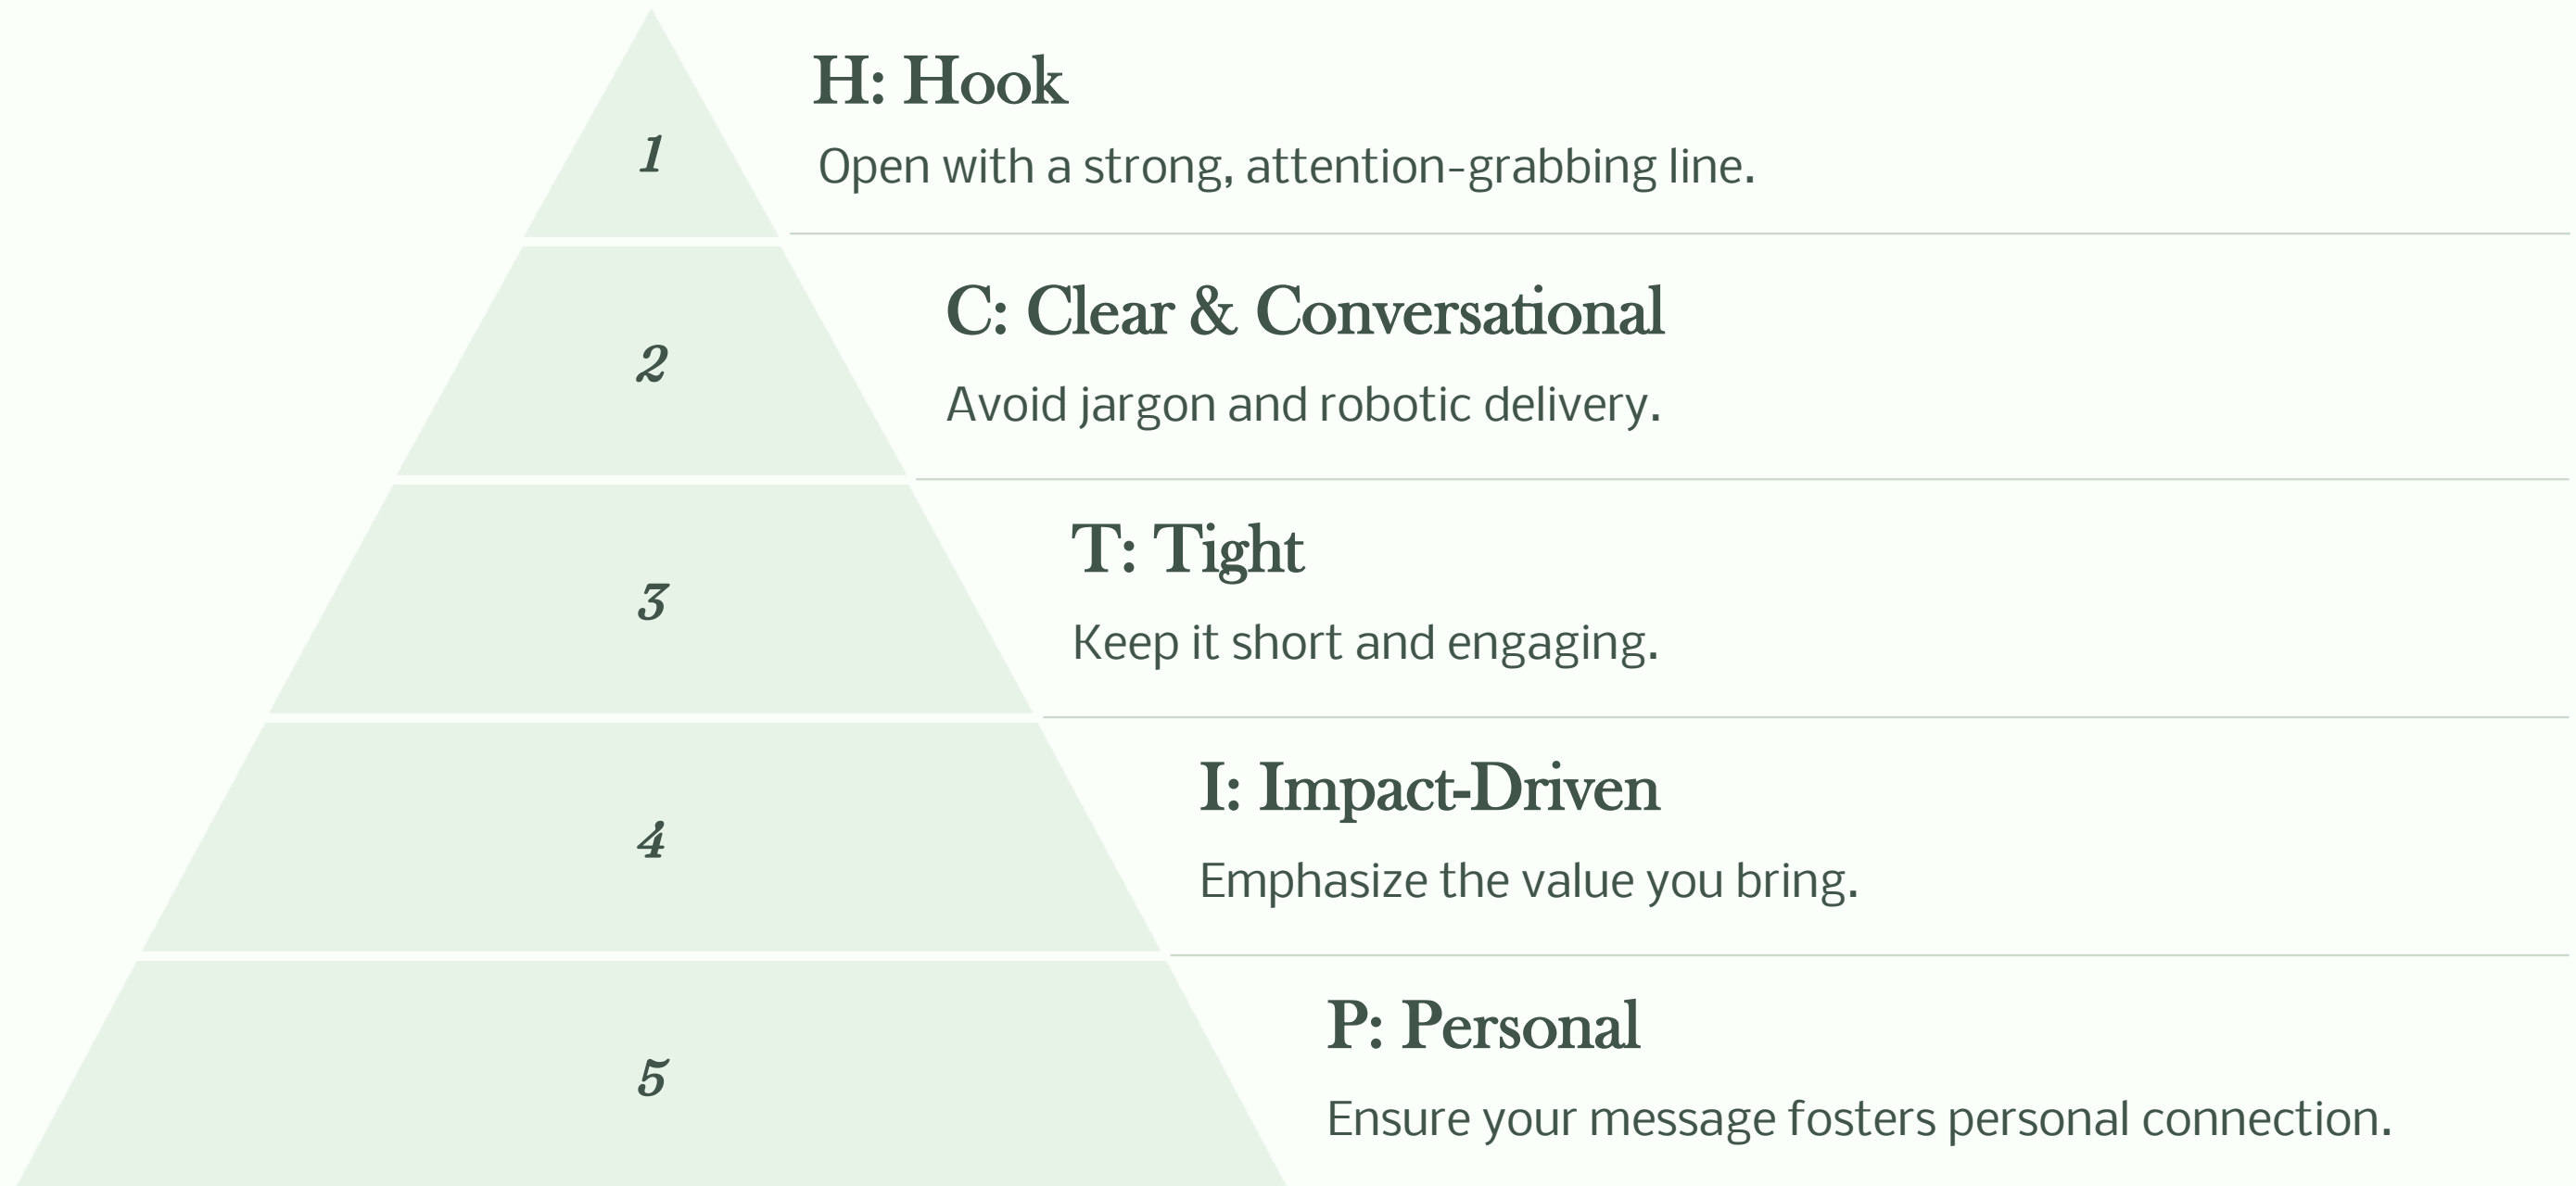 1
H: Hook
Open with a strong, attention-grabbing line.
2
C: Clear & Conversational
Avoid jargon and robotic delivery.
3
T: Tight
Keep it short and engaging.
4
I: Impact-Driven
Emphasize the value you bring.
5
P: Personal
Ensure your message fosters personal connection.